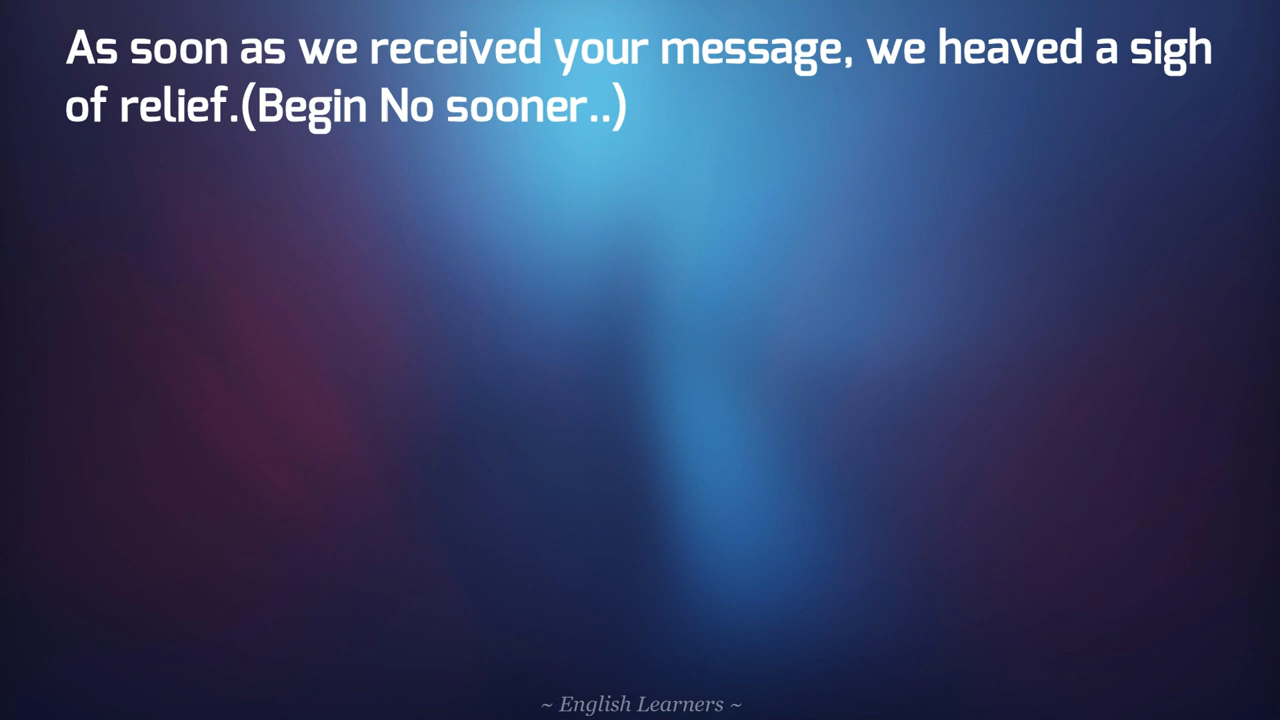 As soon as we received your message, we heaved a sigh
of relief.(Begin No sooner..)
~ English Learners ~